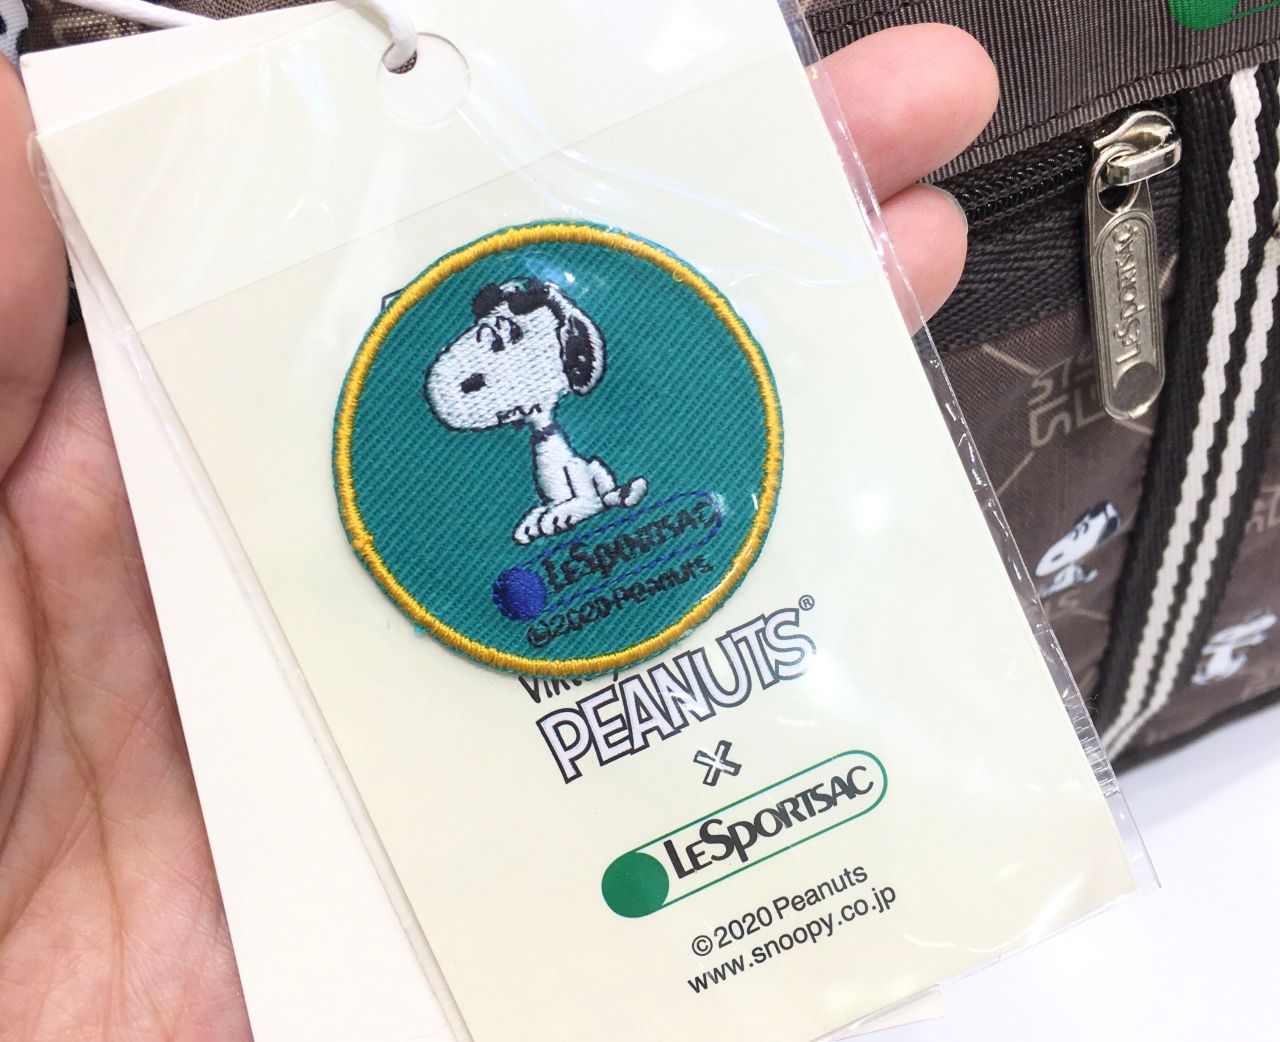 LESPORTSAC
©2020 PEANUTS
PEANUTS®
X
LESPORTSAC
©2020 Peanuts
www.snoopy.co.jp
LESPORTSAC